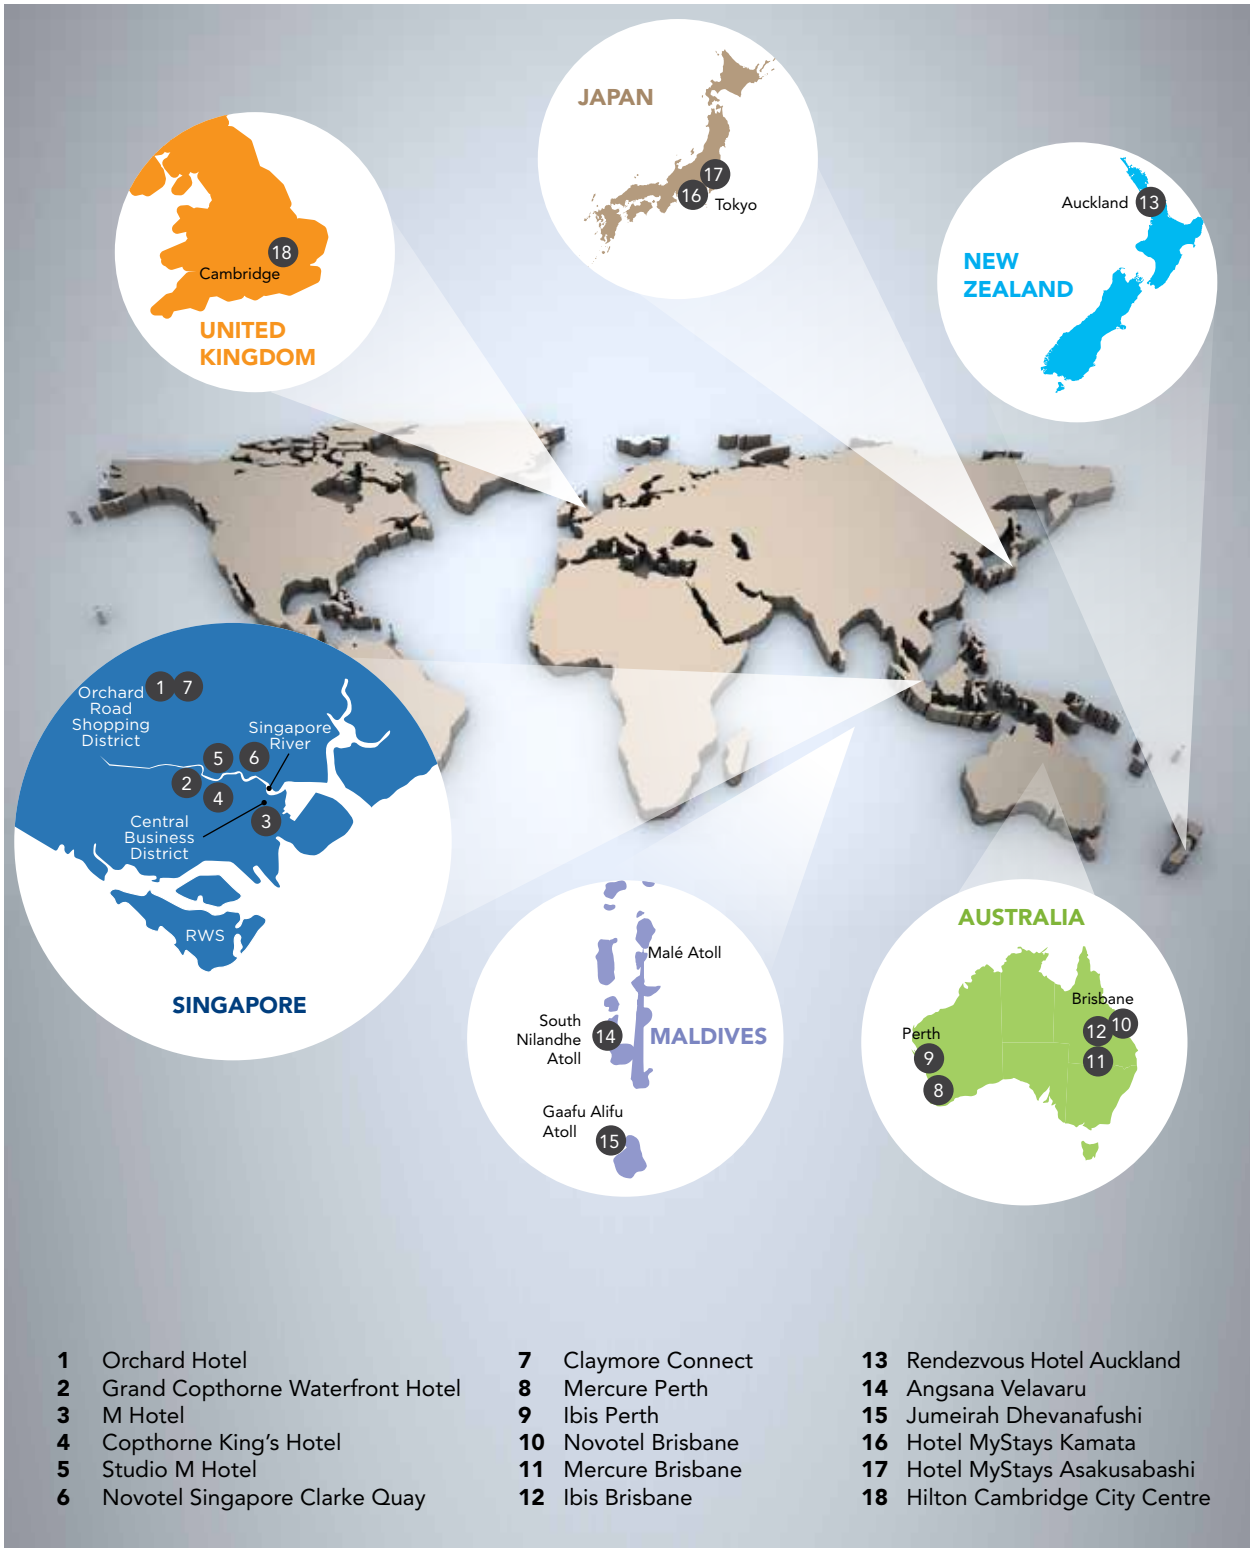 JAPAN
17
16
Tokyo
18
Cambridge
UNITED
KINGDOM
Auckland
13
NEW
ZEALAND
Orchard
Road
Shopping
District
1
7
Singapore
River
5
6
2
4
3
Central
Business
District
RWS
SINGAPORE
Malé Atoll
South
Nilandhe
Atoll
14
MALDIVES
Gaafu Alifu
Atoll
15
AUSTRALIA
Brisbane
12
10
11
Perth
9
8
1 Orchard Hotel
2 Grand Copthorne Waterfront Hotel
3 M Hotel
4 Copthorne King's Hotel
5 Studio M Hotel
6 Novotel Singapore Clarke Quay
7 Claymore Connect
8 Mercure Perth
9 Ibis Perth
10 Novotel Brisbane
11 Mercure Brisbane
12 Ibis Brisbane
13 Rendezvous Hotel Auckland
14 Angsana Velavaru
15 Jumeirah Dhevanafushi
16 Hotel MyStays Kamata
17 Hotel MyStays Asakusabashi
18 Hilton Cambridge City Centre